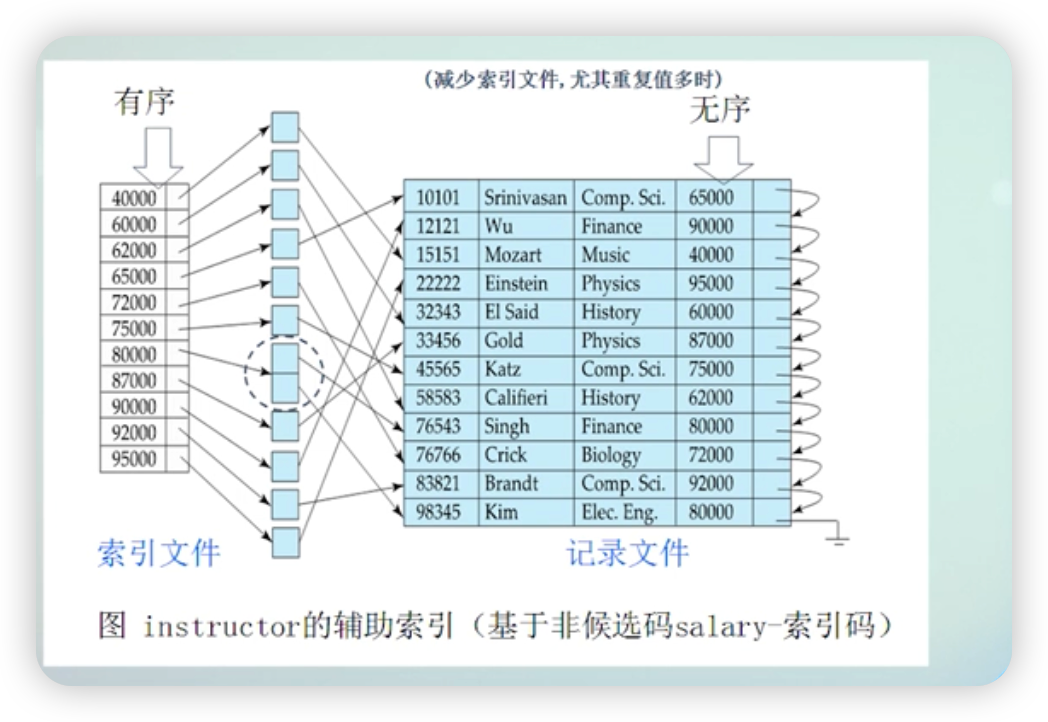 (减少索引文件,尤其重复值多时)
有序
无序
40000
60000
62000
65000
72000
75000
80000
87000
90000
92000
95000
10101 Srinivasan Comp. Sci. 65000
12121 Wu Finance 90000
15151 Mozart Music 40000
22222 Einstein Physics 95000
32343 El Said History 60000
33456 Gold Physics 87000
45565 Katz Comp. Sci. 75000
58583 Califieri History 62000
76543 Singh Finance 80000
76766 Crick Biology 72000
83821 Brandt Comp. Sci. 92000
98345 Kim Elec. Eng. 80000
索引文件
记录文件
图 instructor的辅助索引（基于非候选码salary-索引码）